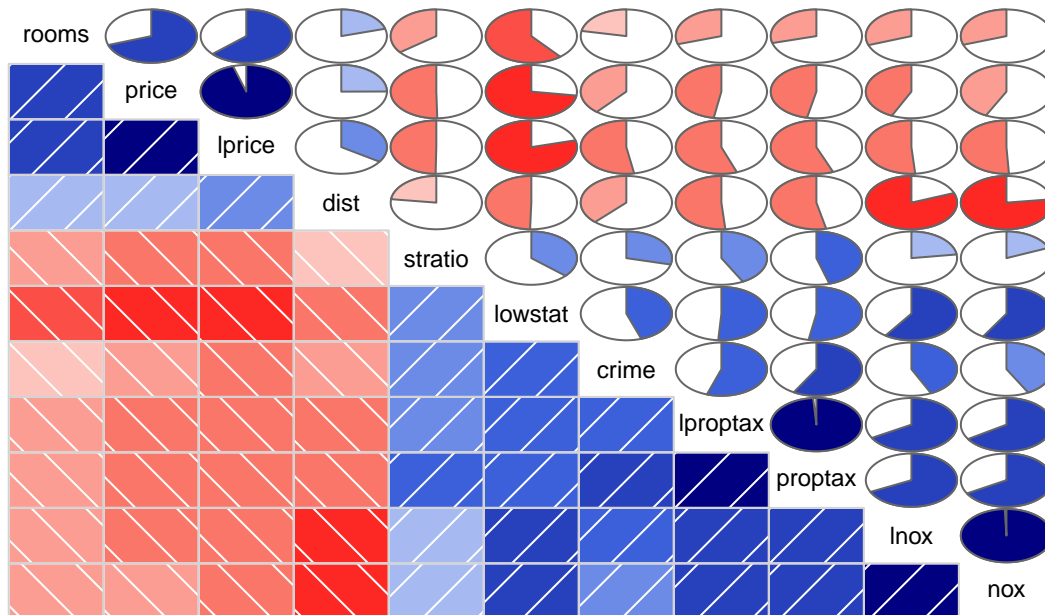 rooms
price
lprice
dist
stratio
lowstat
crime
lproptax
proptax
lnox
nox